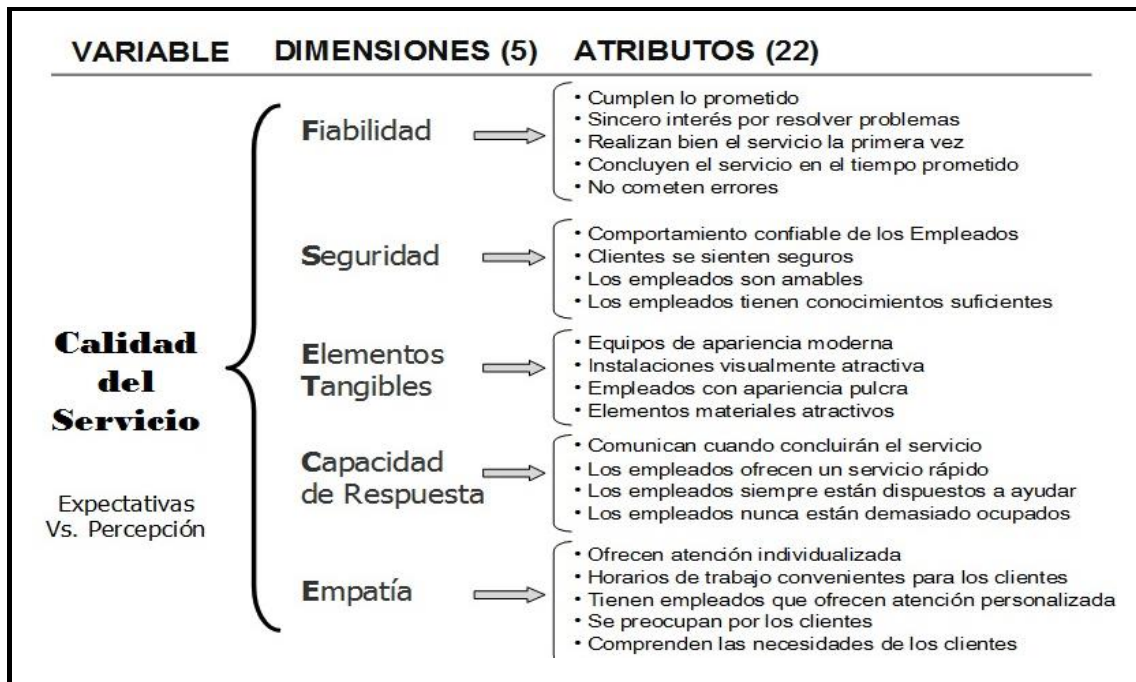 VARIABLE DIMENSIONES (5) ATRIBUTOS (22)
Calidad
del
Servicio
Expectativas
Vs. Percepción
Fiabilidad
• Cumplen lo prometido
• Sincero interés por resolver problemas
• Realizan bien el servicio la primera vez
• Concluyen el servicio en el tiempo prometido
• No cometen errores
Seguridad
• Comportamiento confiable de los Empleados
• Clientes se sienten seguros
• Los empleados son amables
• Los empleados tienen conocimientos suficientes
Elementos
Tangibles
• Equipos de apariencia moderna
• Instalaciones visualmente atractiva
• Empleados con apariencia pulcra
• Elementos materiales atractivos
Capacidad
de Respuesta
• Comunican cuando concluirán el servicio
• Los empleados ofrecen un servicio rápido
• Los empleados siempre están dispuestos a ayudar
• Los empleados nunca están demasiado ocupados
Empatía
• Ofrecen atención individualizada
• Horarios de trabajo convenientes para los clientes
• Tienen empleados que ofrecen atención personalizada
• Se preocupan por los clientes
• Comprenden las necesidades de los clientes